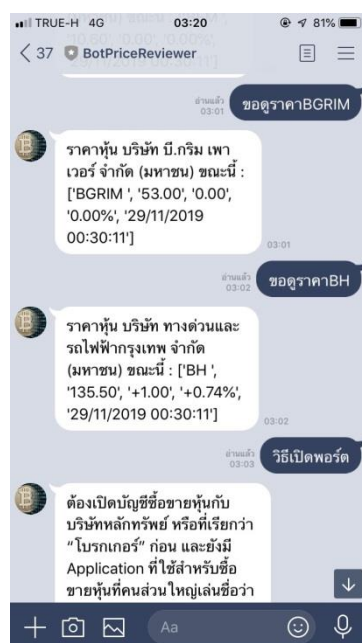 TRUE-H 4G 03:20 81%
37 BotPriceReviewer
'10.60', '0.00', '0.00%',
'29/11/2019 00:30:11']
อ่านแล้ว
03:01
ขอดูราคาBGRIM
ราคาหุ้น บริษัท บี.กริม เพา
เวอร์ จำกัด (มหาชน) ขณะนี้ :
['BGRIM ', '53.00', '0.00',
'0.00%', '29/11/2019
00:30:11']
03:01
อ่านแล้ว
03:02
ขอดูราคาBH
ราคาหุ้น บริษัท ทางด่วนและ
รถไฟฟ้ากรุงเทพ จำกัด
(มหาชน) ขณะนี้ : ['BH ',
'135.50', '+1.00', '+0.74%',
'29/11/2019 00:30:11']
03:02
อ่านแล้ว
03:03
วิธีเปิดพอร์ต
ต้องเปิดบัญชีซื้อขายหุ้นกับ
บริษัทหลักทรัพย์ หรือที่เรียกว่า
“โบรกเกอร์” ก่อน และยังมี
Application ที่ใช้สำหรับซื้อ
ขายหุ้นที่คนส่วนใหญ่เล่นชื่อว่า
Aa